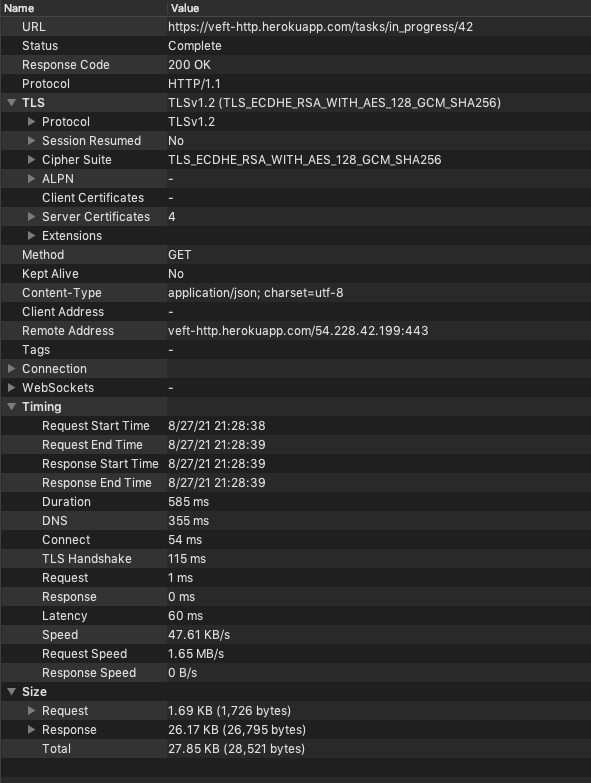 Name Value
URL https://veft-http.herokuapp.com/tasks/in_progress/42
Status Complete
Response Code 200 OK
Protocol HTTP/1.1
TLS TLSv1.2 (TLS_ECDHE_RSA_WITH_AES_128_GCM_SHA256)
Protocol TLSv1.2
Session Resumed No
Cipher Suite TLS_ECDHE_RSA_WITH_AES_128_GCM_SHA256
ALPN -
Client Certificates -
Server Certificates 4
Extensions
Method GET
Kept Alive No
Content-Type application/json; charset=utf-8
Client Address -
Remote Address veft-http.herokuapp.com/54.228.42.199:443
Tags -
Connection
WebSockets -
Timing
Request Start Time 8/27/21 21:28:38
Request End Time 8/27/21 21:28:39
Response Start Time 8/27/21 21:28:39
Response End Time 8/27/21 21:28:39
Duration 585 ms
DNS 355 ms
Connect 54 ms
TLS Handshake 115 ms
Request 1 ms
Response 0 ms
Latency 60 ms
Speed 47.61 KB/s
Request Speed 1.65 MB/s
Response Speed 0 B/s
Size
Request 1.69 KB (1,726 bytes)
Response 26.17 KB (26,795 bytes)
Total 27.85 KB (28,521 bytes)